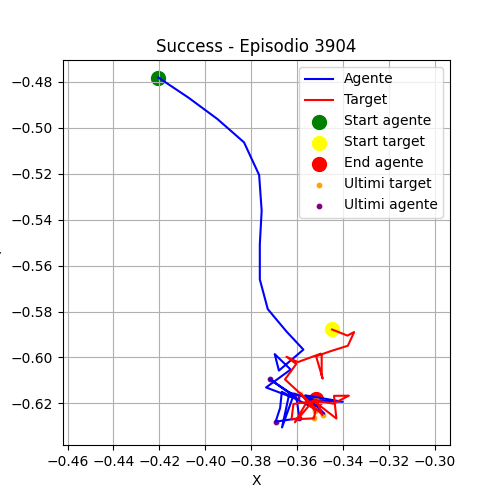 Success - Episodio 3904
Agente
Target
Start agente
Start target
End agente
Ultimi target
Ultimi agente
−0.48
−0.50
−0.52
−0.54
−0.56
−0.58
−0.60
−0.62
−0.46 −0.44 −0.42 −0.40 −0.38 −0.36 −0.34 −0.32 −0.30
X